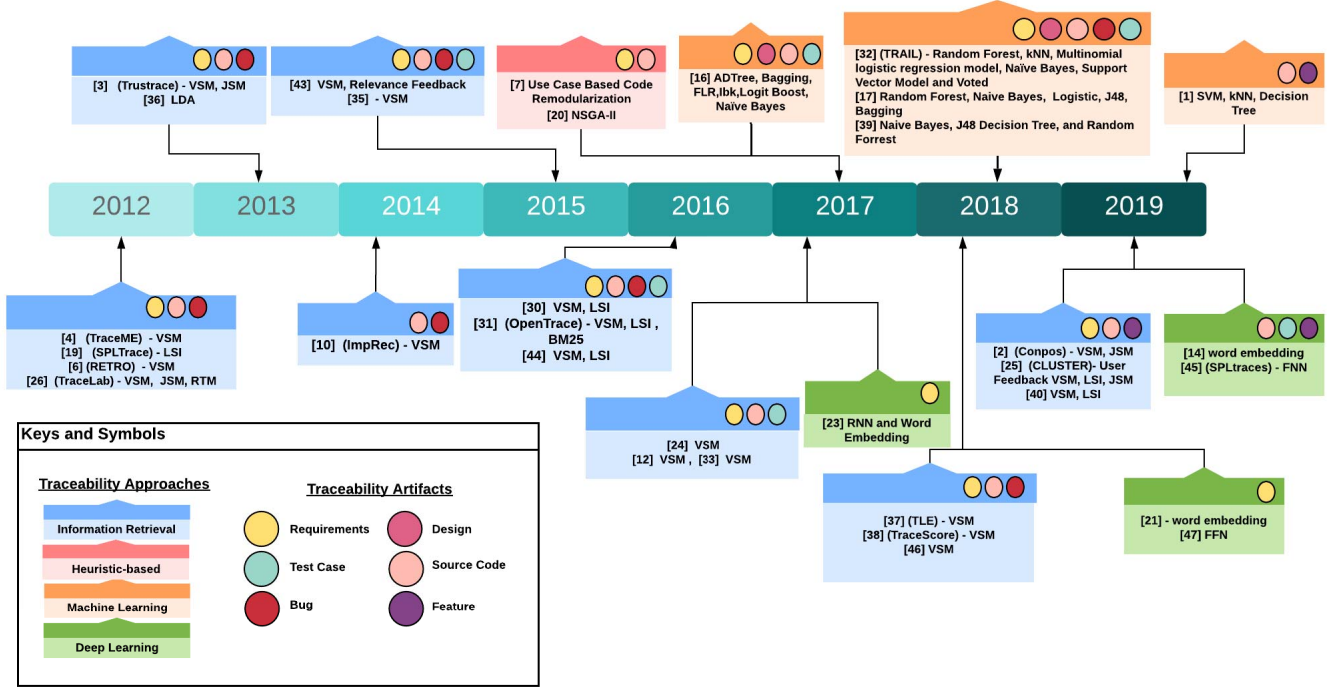 [3] (Trustrace) - VSM, JSM
[36] LDA
[43] VSM, Relevance Feedback
[35] - VSM
[7] Use Case Based Code
Remodularization
[20] NSGA-II
[16] ADTree, Bagging,
FLR,Ibk,Logit Boost,
Naïve Bayes
[32] (TRAIL) - Random Forest, kNN, Multinomial
logistic regression model, Naïve Bayes, Support
Vector Model and Voted
[17] Random Forest, Naive Bayes, Logistic, J48,
Bagging
[39] Naive Bayes, J48 Decision Tree, and Random
Forrest
[1] SVM, kNN, Decision
Tree
2012 2013 2014 2015 2016 2017 2018 2019
[4] (TraceME) - VSM
[19] (SPLTrace) - LSI
[6] (RETRO) - VSM
[26] (TraceLab) - VSM, JSM, RTM
[10] (ImpRec) - VSM
[30] VSM, LSI
[31] (OpenTrace) - VSM, LSI ,
BM25
[44] VSM, LSI
[24] VSM
[12] VSM , [33] VSM
[23] RNN and Word
Embedding
[2] (Conpos) - VSM, JSM
[25] (CLUSTER)- User
Feedback VSM, LSI, JSM
[40] VSM, LSI
[14] word embedding
[45] (SPLtraces) - FNN
[37] (TLE) - VSM
[38] (TraceScore) - VSM
[46] VSM
[21] - word embedding
[47] FFN
Keys and Symbols
Traceability Approaches
Information Retrieval
Heuristic-based
Machine Learning
Deep Learning
Traceability Artifacts
Requirements
Design
Test Case
Source Code
Bug
Feature